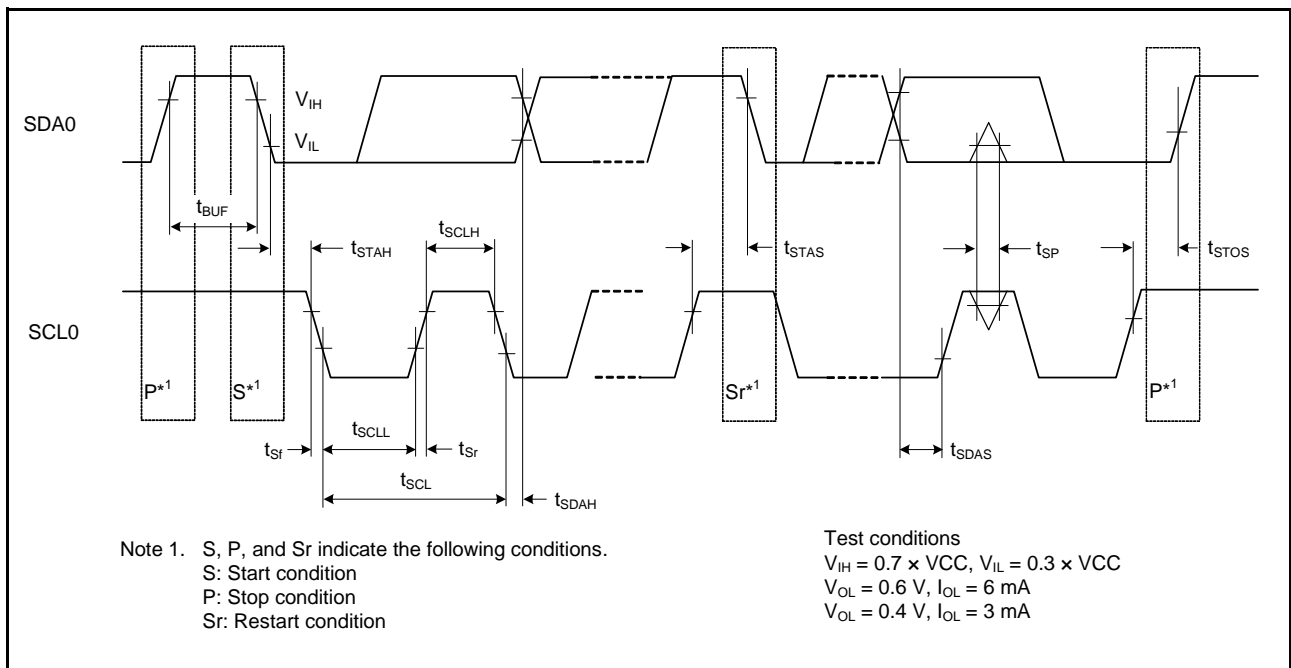 SDA0
V_IH
V_IL
t_BUF
t_STAH
t_SCLH
t_STAS
t_SP
t_STOS
SCL0
P*1
S*1
Sr*1
P*1
t_Sf
t_SCLL
t_Sr
t_SCL
t_SDAH
t_SDAS
Note 1. S, P, and Sr indicate the following conditions.
S: Start condition
P: Stop condition
Sr: Restart condition
Test conditions
V_IH = 0.7 × VCC, V_IL = 0.3 × VCC
V_OL = 0.6 V, I_OL = 6 mA
V_OL = 0.4 V, I_OL = 3 mA